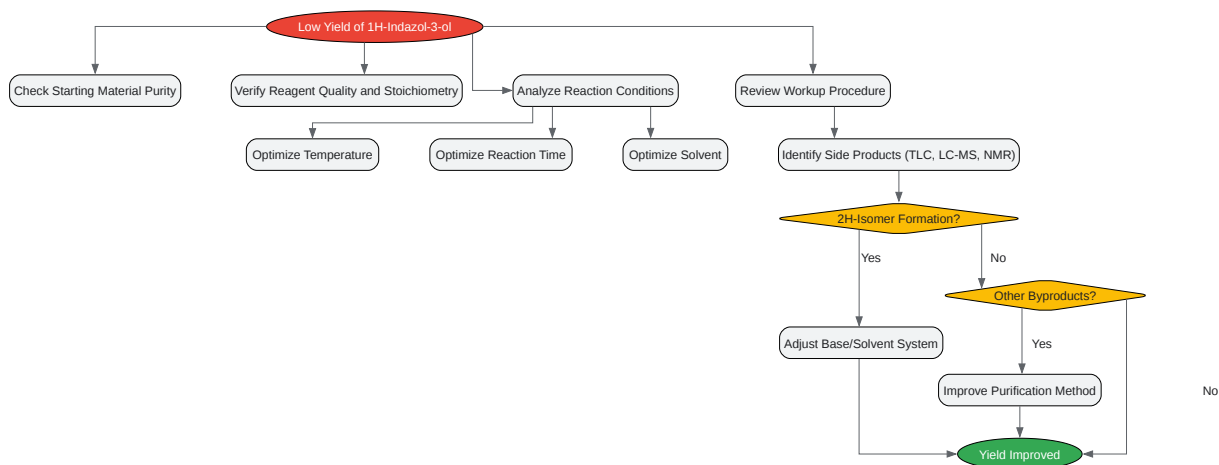 Low Yield of 1H-Indazol-3-ol
Check Starting Material Purity
Verify Reagent Quality and Stoichiometry
Analyze Reaction Conditions
Review Workup Procedure
Optimize Temperature
Optimize Reaction Time
Optimize Solvent
Identify Side Products (TLC, LC-MS, NMR)
2H-Isomer Formation?
Yes
No
Other Byproducts?
Adjust Base/Solvent System
Yes
Improve Purification Method
No
Yield Improved